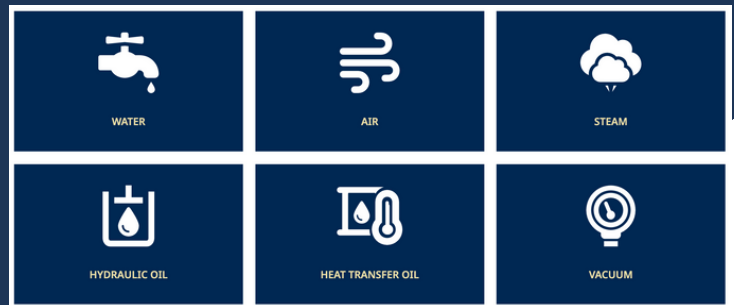 WATER
AIR
STEAM
HYDRAULIC OIL
HEAT TRANSFER OIL
VACUUM